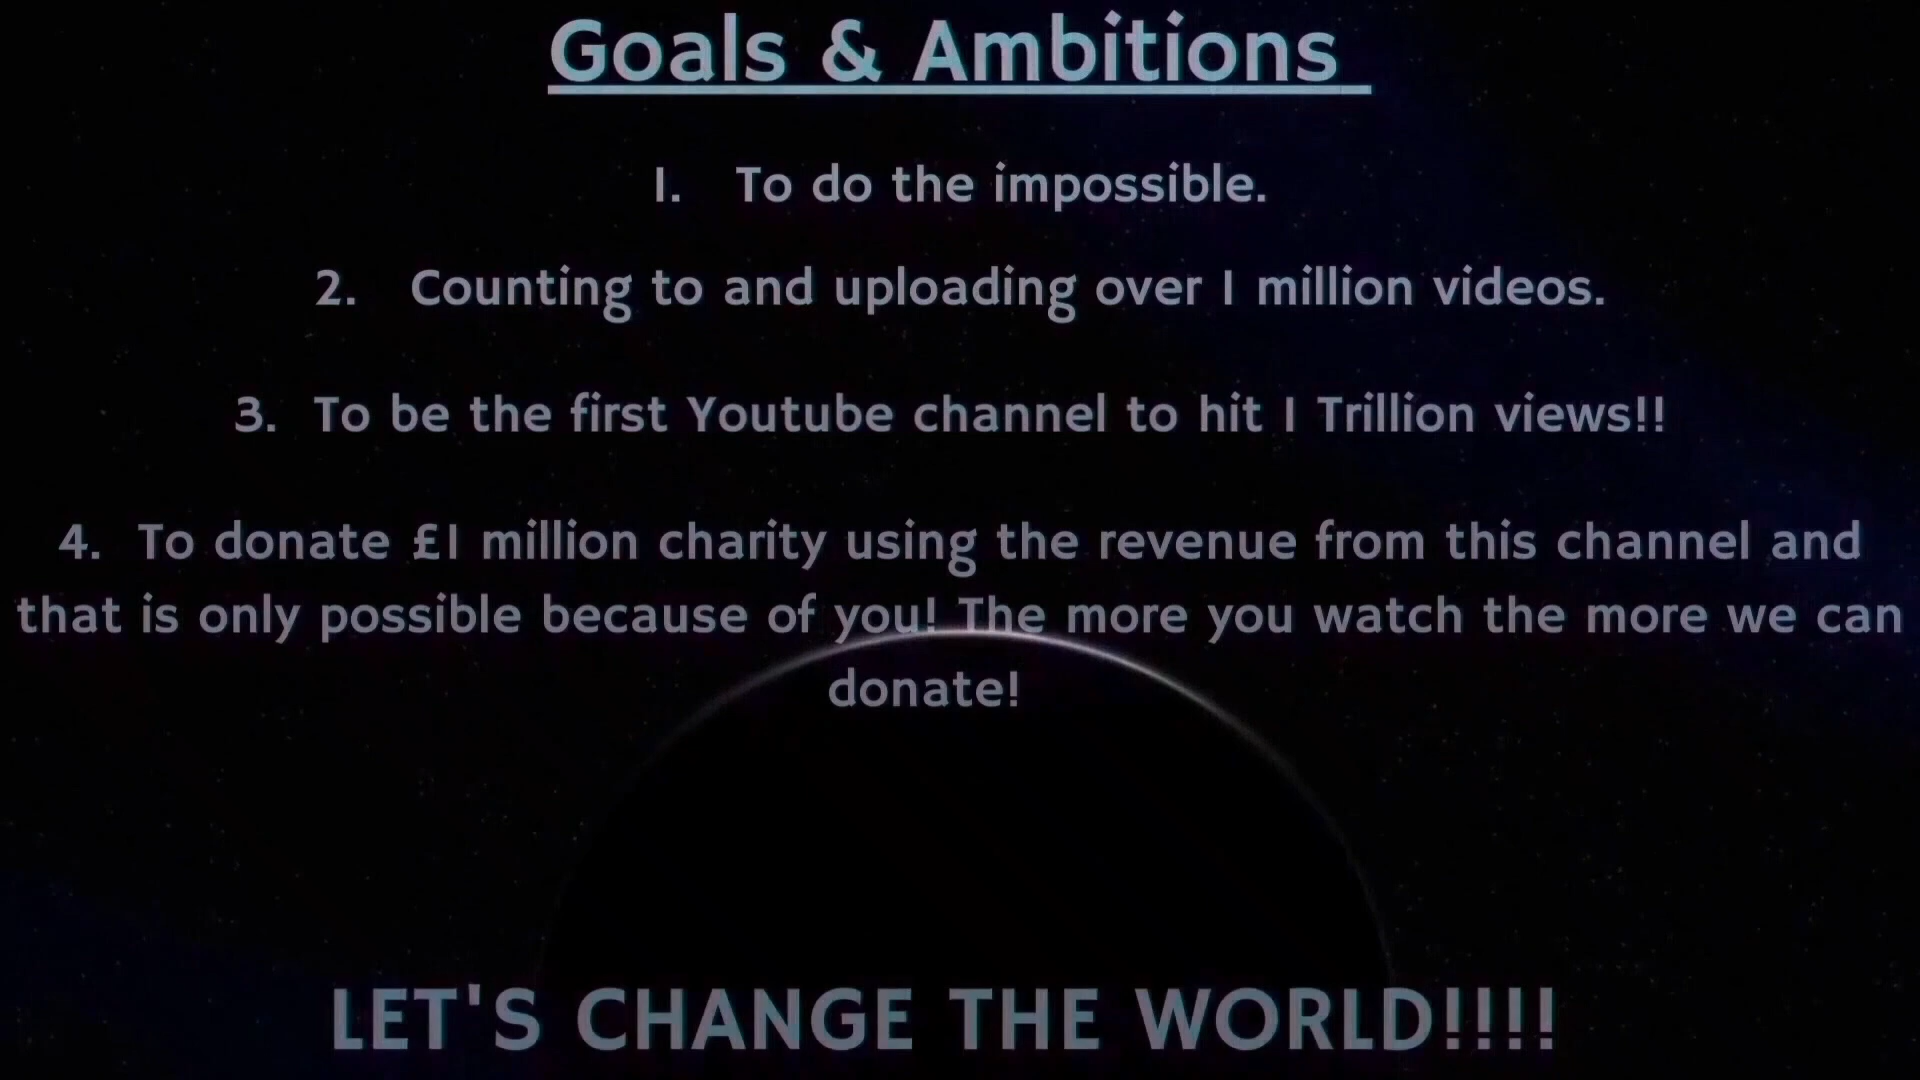 Goals & Ambitions
1. To do the impossible.
2. Counting to and uploading over 1 million videos.
3. To be the first Youtube channel to hit 1 Trillion views!!
4. To donate £1 million charity using the revenue from this channel and
that is only possible because of you! The more you watch the more we can
donate!
LET'S CHANGE THE WORLD!!!!